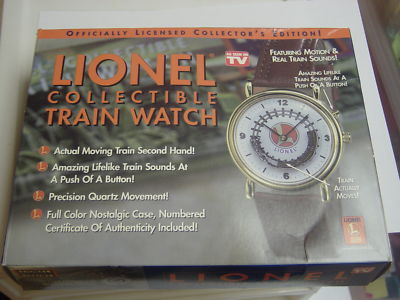 OFFICIALLY LICENSED COLLECTOR'S EDITION!
LIONEL
COLLECTIBLE
TRAIN WATCH
AS SEEN ON
TV
FEATURING MOTION &
REAL TRAIN SOUNDS!
AMAZING LIFELIKE
TRAIN SOUNDS AT A
PUSH OF A BUTTON!
Actual Moving Train Second Hand!
Amazing Lifelike Train Sounds At
A Push Of A Button!
Precision Quartz Movement!
Full Color Nostalgic Case, Numbered
Certificate Of Authenticity Included!
12
LIONEL
TRAIN
ACTUALLY
MOVES!
LIONEL
LIONEL